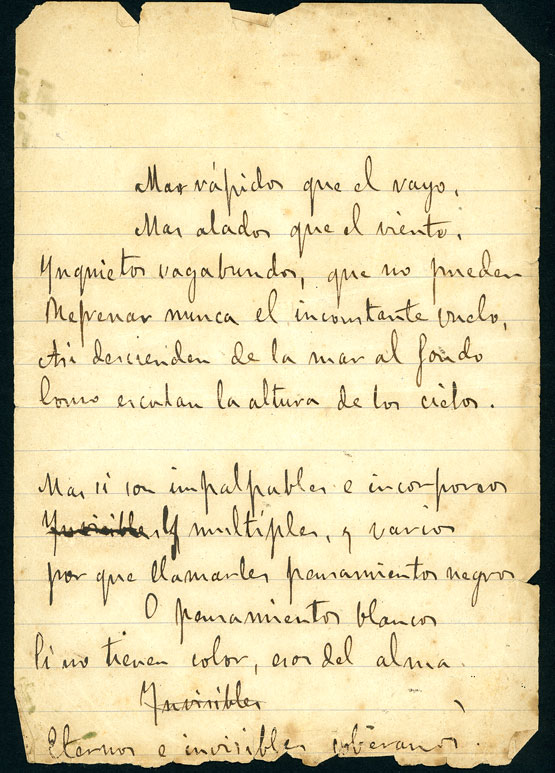 Mas rápidos que el rayo,
Mas alados que el viento,
Ynquietos vagabundos, que no pueden
Refrenar nunca el inconstante vuelo,
Asi descienden de la mar al fondo
Como escalan la altura de los cielos.
Mas si son impalpables e incorporeos
Ynvisibles Y multiples, y varios
por que llamarles pensamientos negros
O pensamientos blancos
Si no tienen color, esos del alma
Ynvisibles
Eternos e invisibles soberanos.